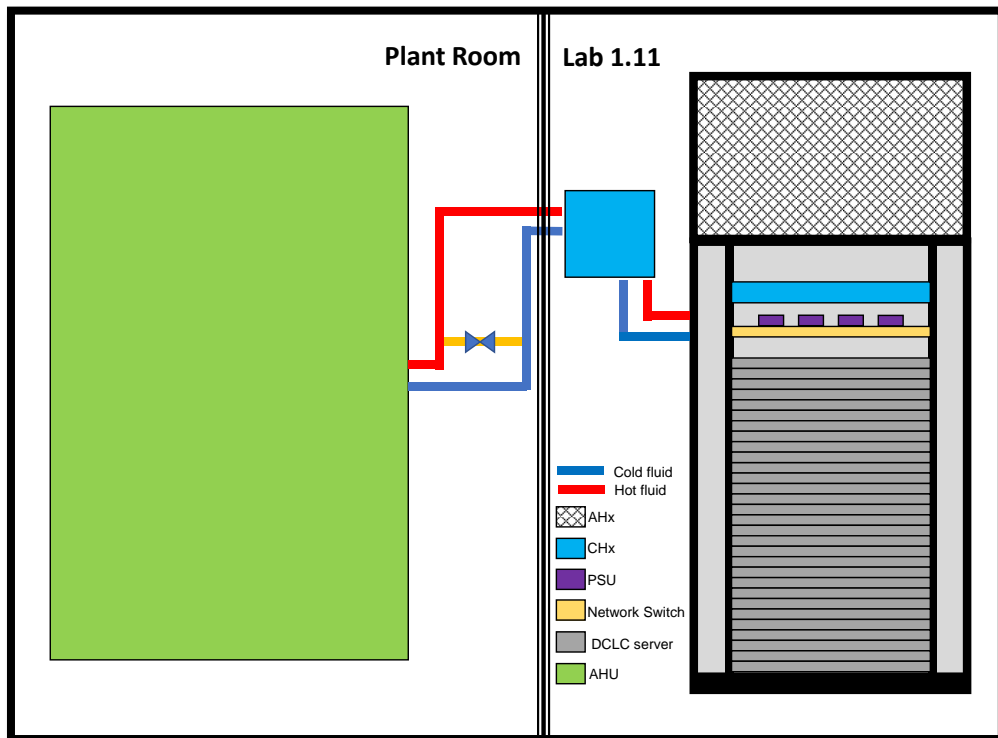 Plant Room
Lab 1.11
Cold fluid
Hot fluid
AHx
CHx
PSU
Network Switch
DCLC server
AHU